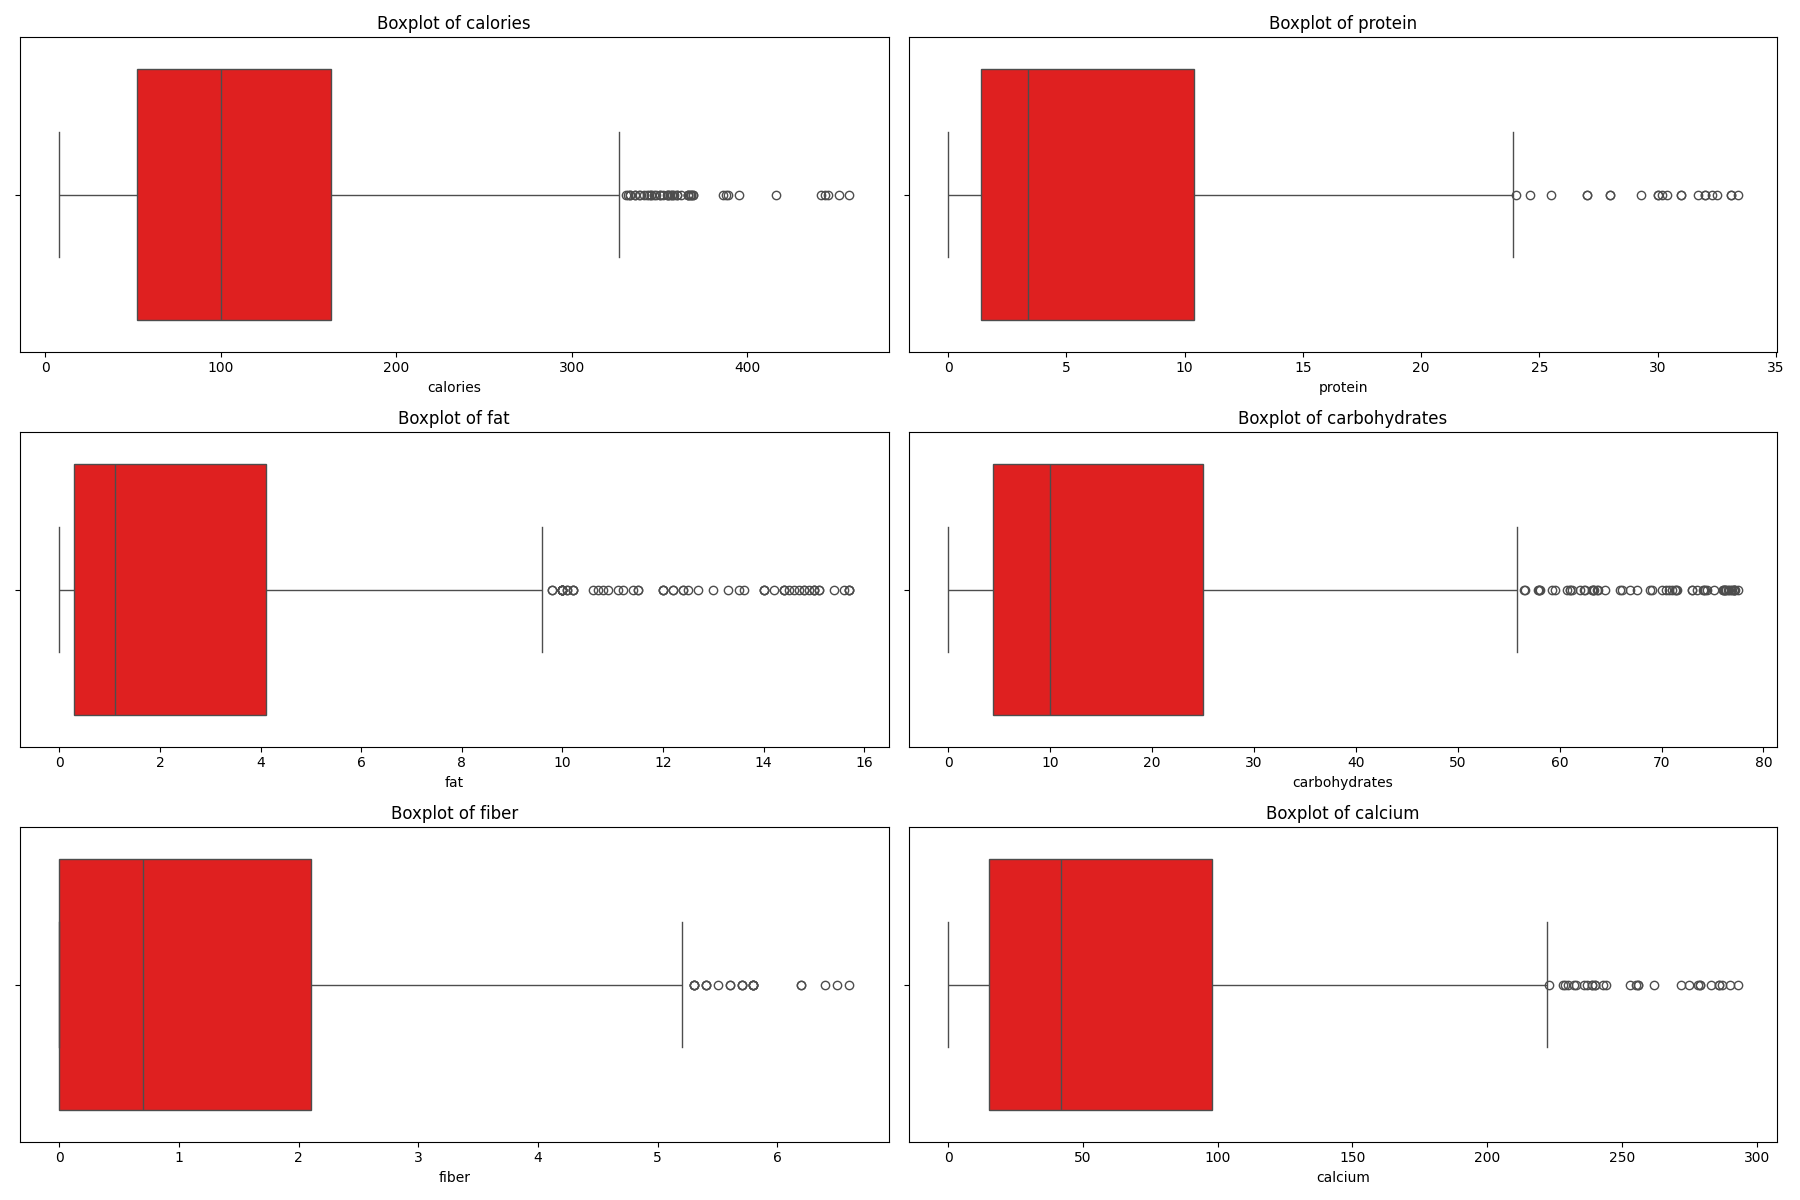 Boxplot of calories
0 100 200 300 400
calories
Boxplot of protein
0 5 10 15 20 25 30 35
protein
Boxplot of fat
0 2 4 6 8 10 12 14 16
fat
Boxplot of carbohydrates
0 10 20 30 40 50 60 70 80
carbohydrates
Boxplot of fiber
0 1 2 3 4 5 6
fiber
Boxplot of calcium
0 50 100 150 200 250 300
calcium